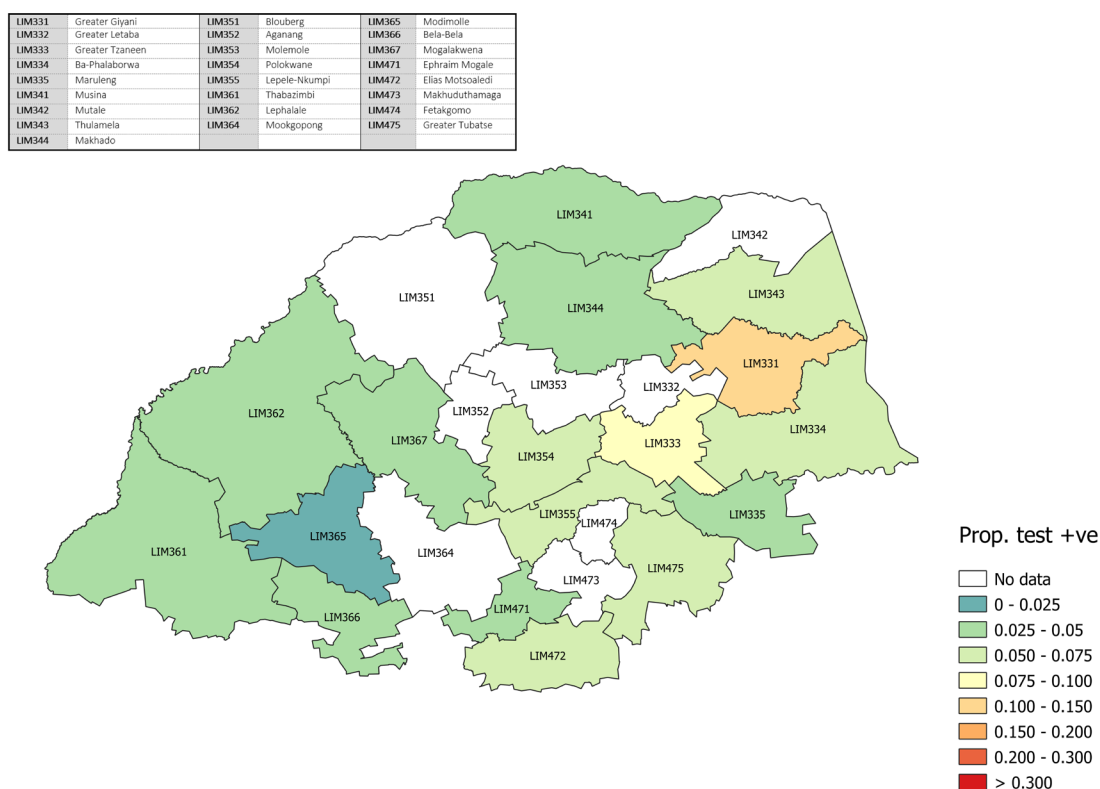 LIM331 Greater Giyani LIM351 Blouberg LIM365 Modimolle
LIM332 Greater Letaba LIM352 Aganang LIM366 Bela-Bela
LIM333 Greater Tzaneen LIM353 Molemole LIM367 Mogalakwena
LIM334 Ba-Phalaborwa LIM354 Polokwane LIM471 Ephraim Mogale
LIM335 Maruleng LIM355 Lepele-Nkumpi LIM472 Elias Motsoaledi
LIM341 Musina LIM361 Thabazimbi LIM473 Makhuduthamaga
LIM342 Mutale LIM362 Lephalale LIM474 Fetakgomo
LIM343 Thulamela LIM364 Mookgopong LIM475 Greater Tubatse
LIM344 Makhado
LIM341
LIM342
LIM351
LIM343
LIM344
LIM331
LIM353
LIM332
LIM362
LIM352
LIM334
LIM367
LIM333
LIM354
LIM355
LIM335
LIM474
LIM365
LIM361
LIM364
LIM475
LIM473
LIM471
LIM366
LIM472
Prop. test +ve
No data
0 - 0.025
0.025 - 0.05
0.050 - 0.075
0.075 - 0.100
0.100 - 0.150
0.150 - 0.200
0.200 - 0.300
> 0.300